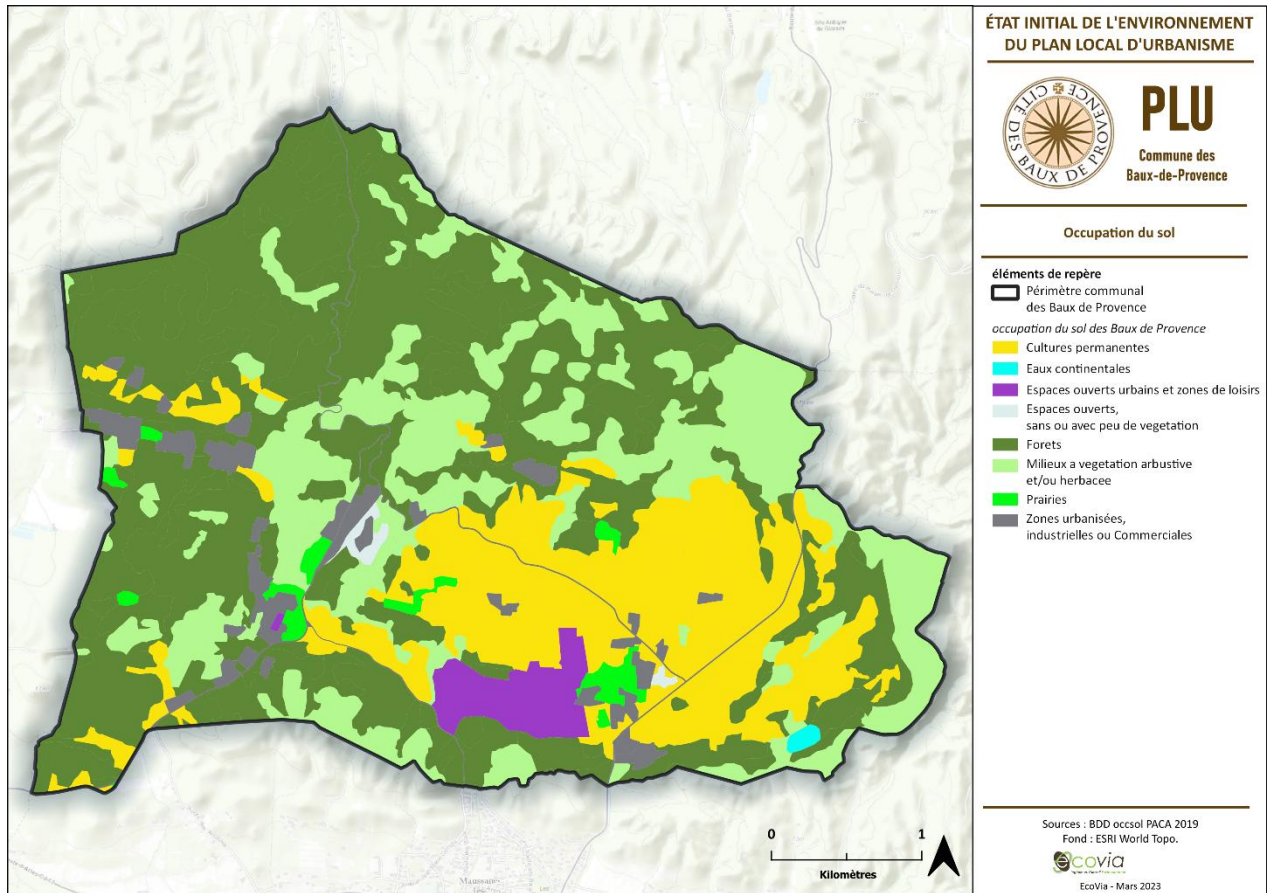 ÉTAT INITIAL DE L'ENVIRONNEMENT
DU PLAN LOCAL D'URBANISME
CITÉ DES BAUX DE PROVENCE
PLU
Commune des
Baux-de-Provence
Occupation du sol
éléments de repère
Périmètre communal
des Baux de Provence
occupation du sol des Baux de Provence
Cultures permanentes
Eaux continentales
Espaces ouverts urbains et zones de loisirs
Espaces ouverts,
sans ou avec peu de vegetation
Forets
Milieux a vegetation arbustive
et/ou herbacee
Prairies
Zones urbanisées,
industrielles ou Commerciales
0
1
Kilomètres
Maussane
Sources : BDD occsol PACA 2019
Fond : ESRI World Topo.
écovia
EcoVia - Mars 2023